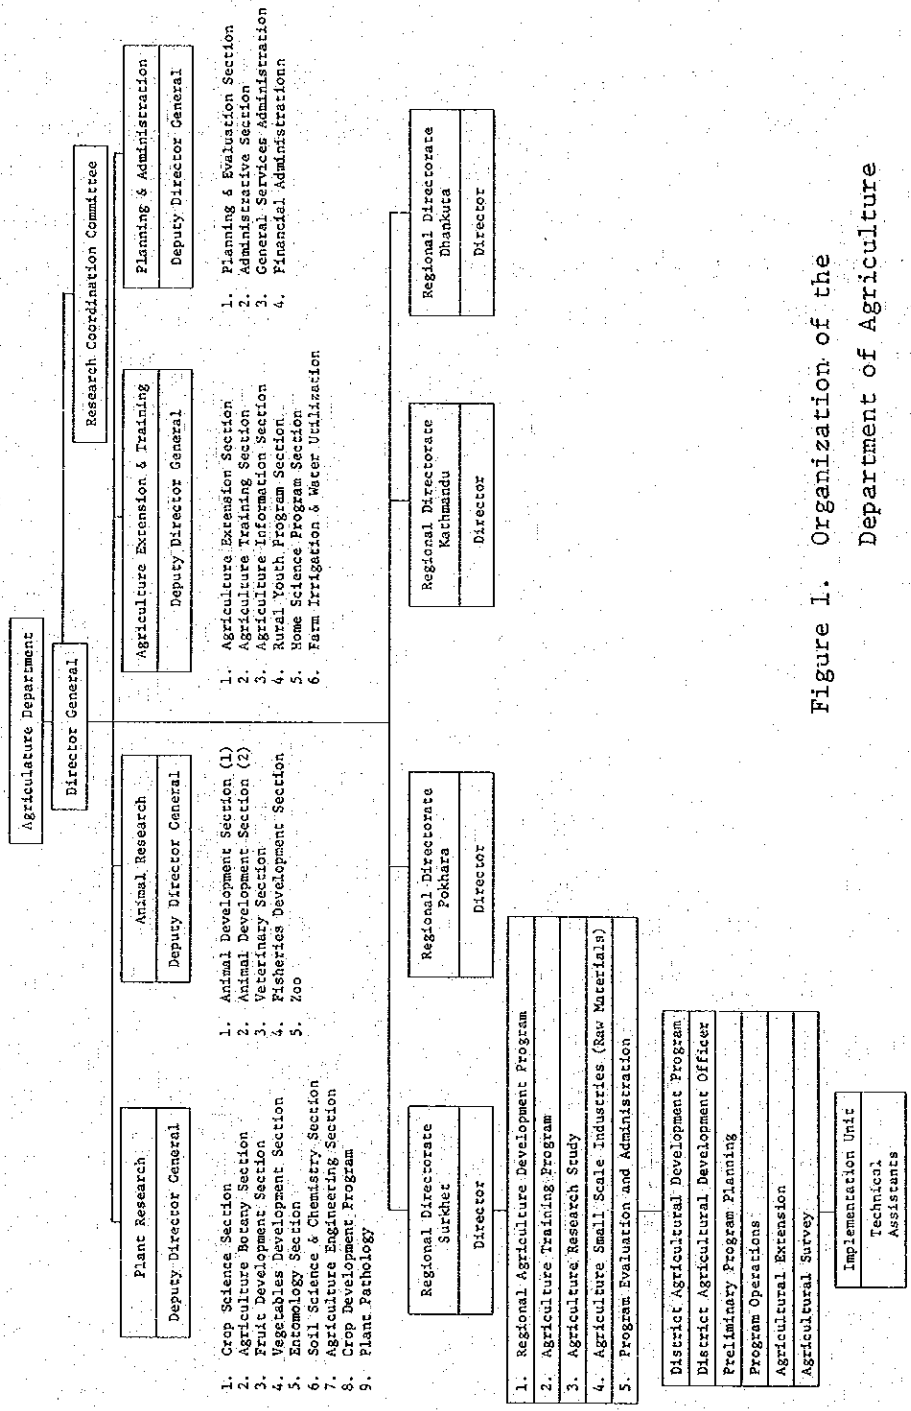 Agriculature Department
Director General
Research Coordination Committee
Plant Research
Deputy Director General
1. Crop Science Section
2. Agriculture Botany Section
3. Fruit Development Section
4. Vegetables Development Section
5. Entomology Section
6. Soil Science & Chemistry Section
7. Agriculture Engineering Section
8. Crop Development Program
9. Plant Pathology
Animal Research
Deputy Director General
1. Animal Development Section (1)
2. Animal Development Section (2)
3. Veterinary Section
4. Fisheries Development Section
5. Zoo
Agriculture Extension & Training
Deputy Director General
1. Agriculture Extension Section
2. Agriculture Training Section
3. Agriculture Information Section
4. Rural Youth Program Section
5. Home Science Program Section
6. Farm Irrigation & Water Utilization
Planning & Administration
Deputy Director General
1. Planning & Evaluation Section
2. Administrative Section
3. General Services Administration
4. Financial Administrationn
Regional Directorate
Surkhet
Director
Regional Directorate
Pokhara
Director
Regional Directorate
Kathmandu
Director
Regional Directorate
Dhankuta
Director
1. Regional Agriculture Development Program
2. Agriculture Training Program
3. Agriculture Research Study
4. Agriculture Small Scale Industries (Raw Materials)
5. Program Evaluation and Administration
District Agricultural Development Program
District Agricultural Development Officer
Preliminary Program Planning
Program Operations
Agricultural Extension
Agricultural Survey
Implementation Unit
Technical
Assistants
Figure 1. Organization of the
Department of Agriculture